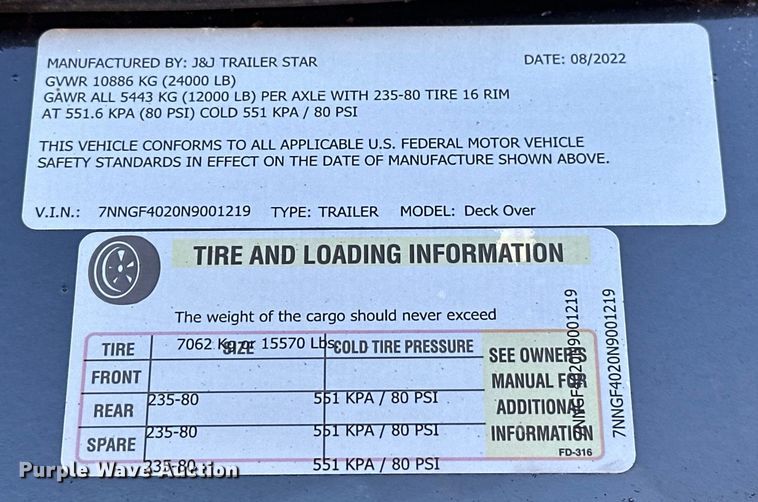 MANUFACTURED BY: J&J TRAILER STAR DATE: 08/2022
GVWR 10886 KG (24000 LB)
GAWR ALL 5443 KG (12000 LB) PER AXLE WITH 235-80 TIRE 16 RIM
AT 551.6 KPA (80 PSI) COLD 551 KPA / 80 PSI
THIS VEHICLE CONFORMS TO ALL APPLICABLE U.S. FEDERAL MOTOR VEHICLE
SAFETY STANDARDS IN EFFECT ON THE DATE OF MANUFACTURE SHOWN ABOVE.
V.I.N.: 7NNGF4020N9001219 TYPE: TRAILER MODEL: Deck Over
TIRE AND LOADING INFORMATION
The weight of the cargo should never exceed
7062 Kg or 15570 Lbs
TIRE SIZE COLD TIRE PRESSURE
FRONT
235-80 551 KPA / 80 PSI
REAR
235-80 551 KPA / 80 PSI
SPARE
235-80 551 KPA / 80 PSI
SEE OWNER'S
MANUAL FOR
ADDITIONAL
INFORMATION
FD-316
7NNGF4020N9001219
7NNGF4020N9001219
Purple Wave Auction